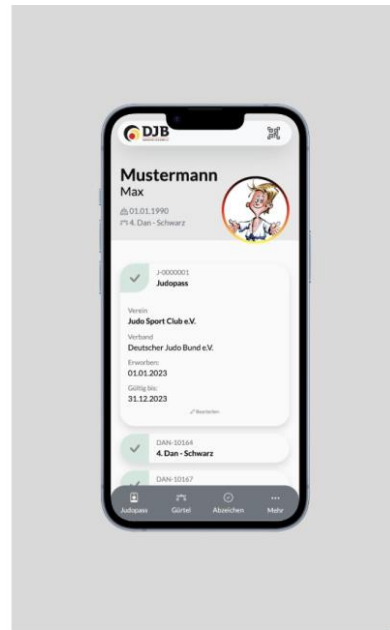 DJB
Mustermann
Max
01.01.1990
4. Dan - Schwarz
J-0000001
Judopass
Verein
Judo Sport Club e.V.
Verband
Deutscher Judo Bund e.V.
Erworben:
01.01.2023
Gültig bis:
31.12.2023
Bearbeiten
DAN-10164
4. Dan - Schwarz
DAN-10167
Judopass Gürtel Abzeichen Mehr